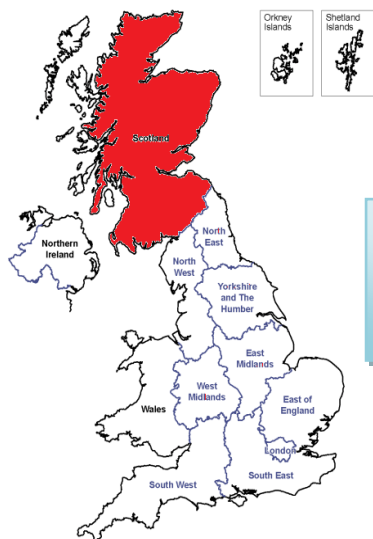 Orkney
Islands
Shetland
Islands
Scotland
Northern
Ireland
North
East
North
West
Yorkshire
and The
Humber
East
Midlands
West
Midlands
Wales
East of
England
London
South West
South East